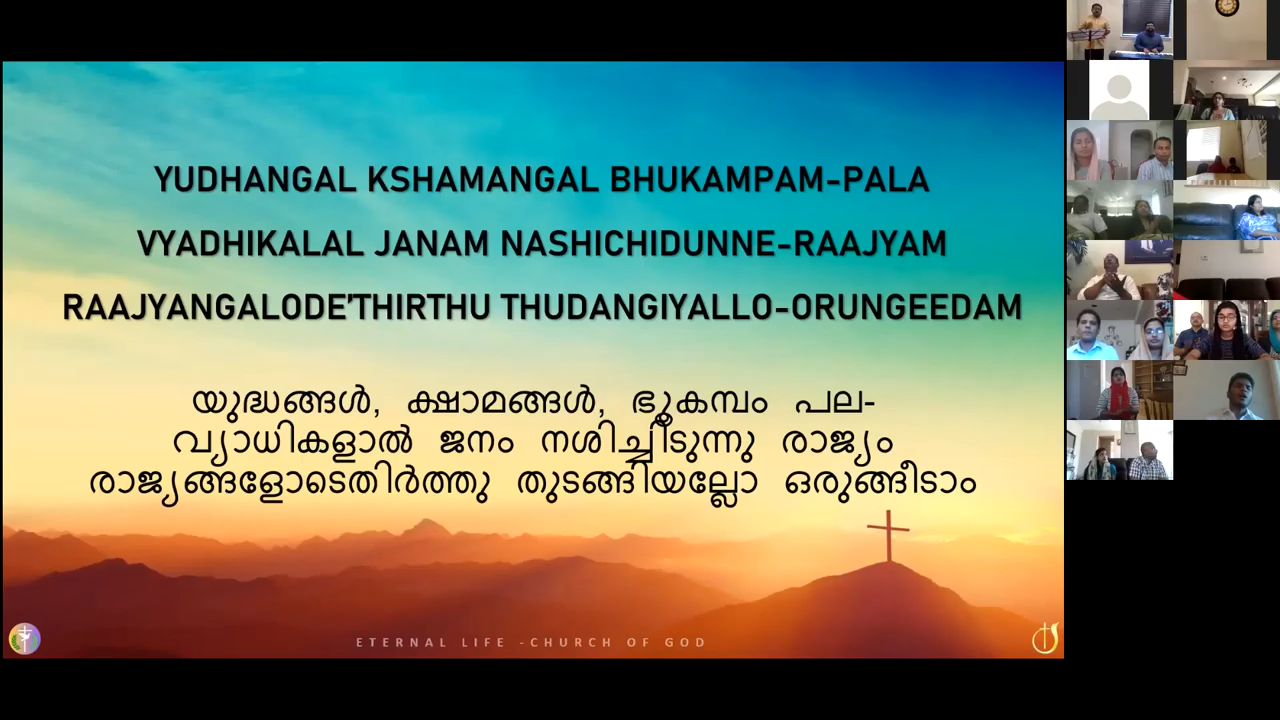 YUDHANGAL KSHAMANGAL BHUKAMPAM-PALA
VYADHIKALAL JANAM NASHICHIDUNNE-RAAJYAM
RAAJYANGALODE'THIRTHU THUDANGIYALLO-ORUNGEEDAM
യുദ്ധങ്ങൾ, ക്ഷാമങ്ങൾ, ഭൂകമ്പം പല-
വ്യാധികളാൽ ജനം നശിച്ചീടുന്നു രാജ്യം
രാജ്യങ്ങളോടെതിർത്തു തുടങ്ങിയല്ലോ ഒരുങ്ങീടാം
ETERNAL LIFE -CHURCH OF GOD